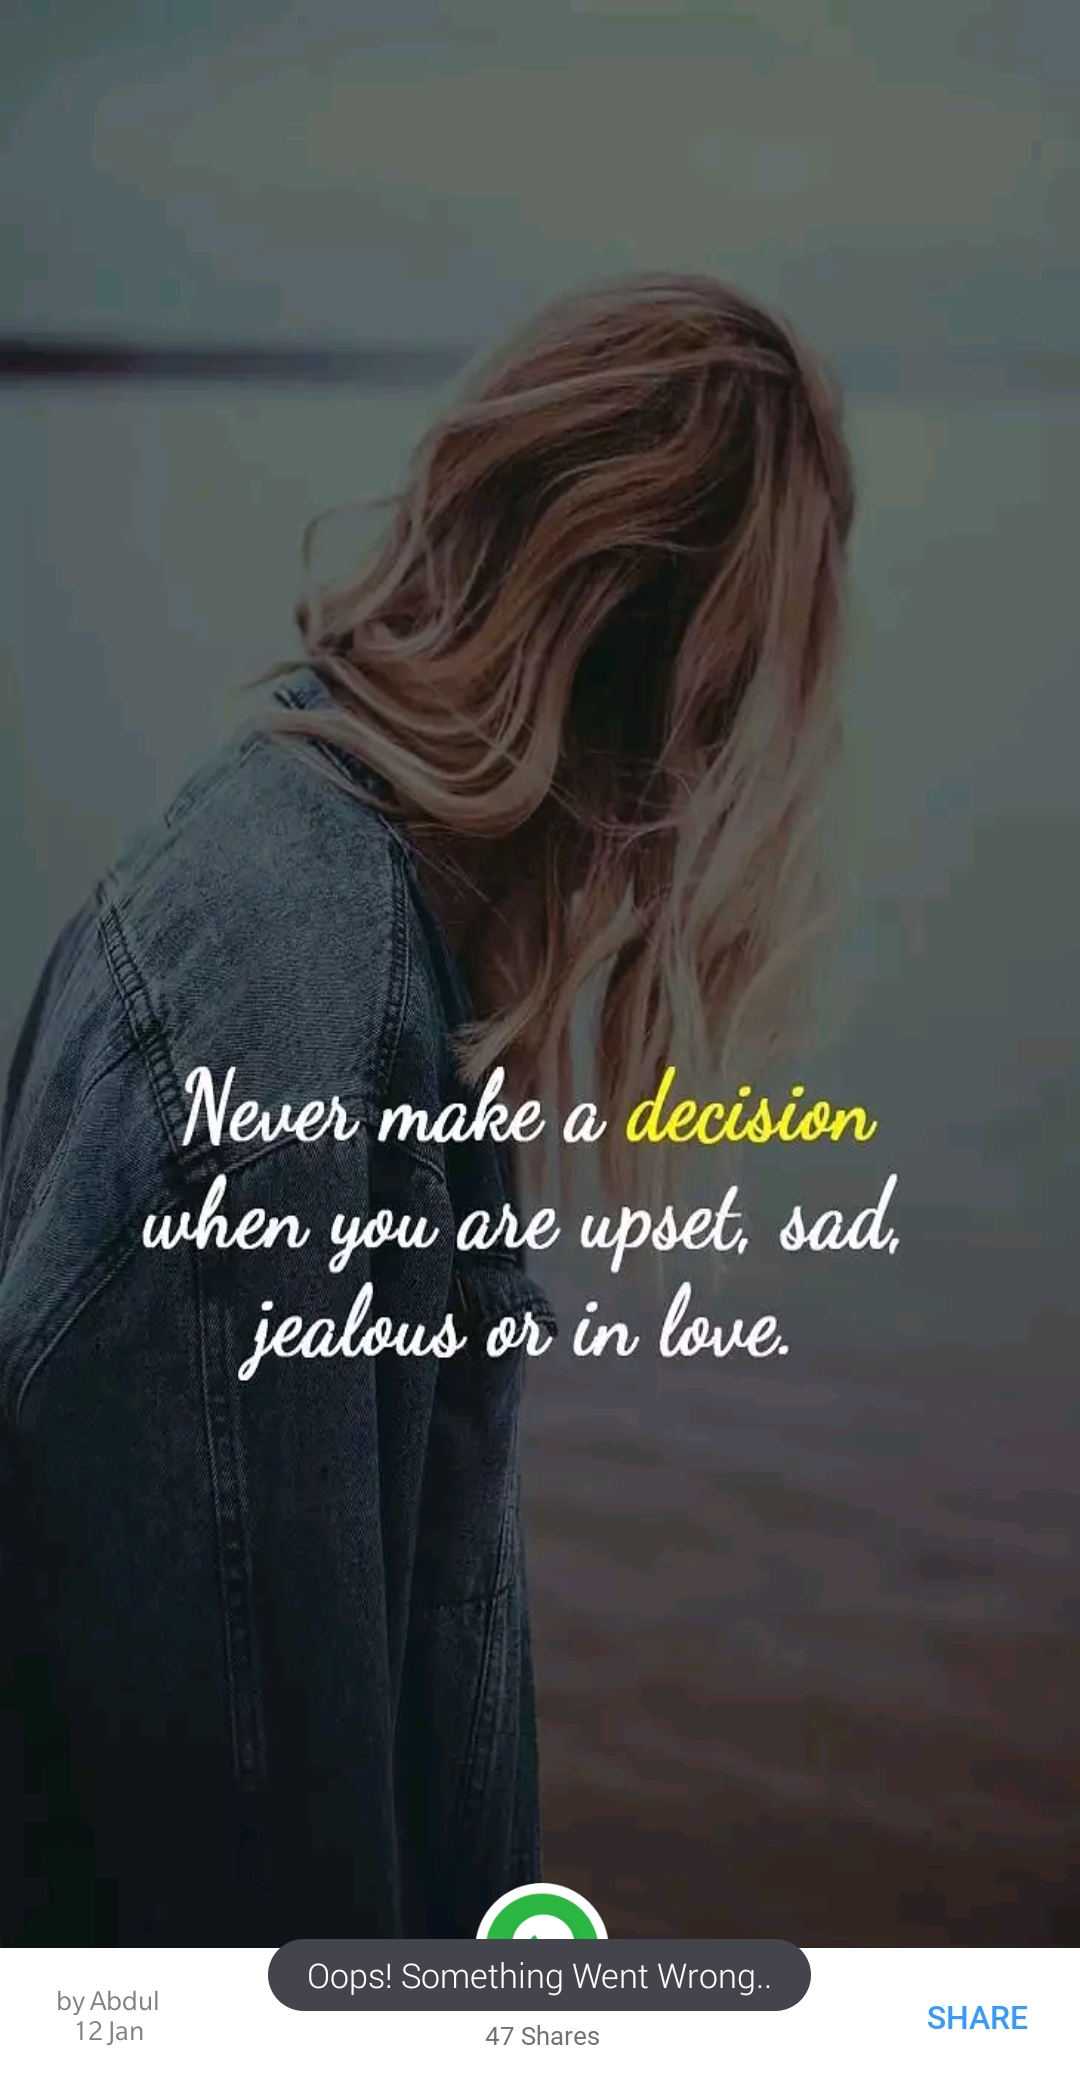 Never make a decision
when you are upset, sad,
jealous or in love.
Oops! Something Went Wrong..
by Abdul
12 Jan
47 Shares
SHARE